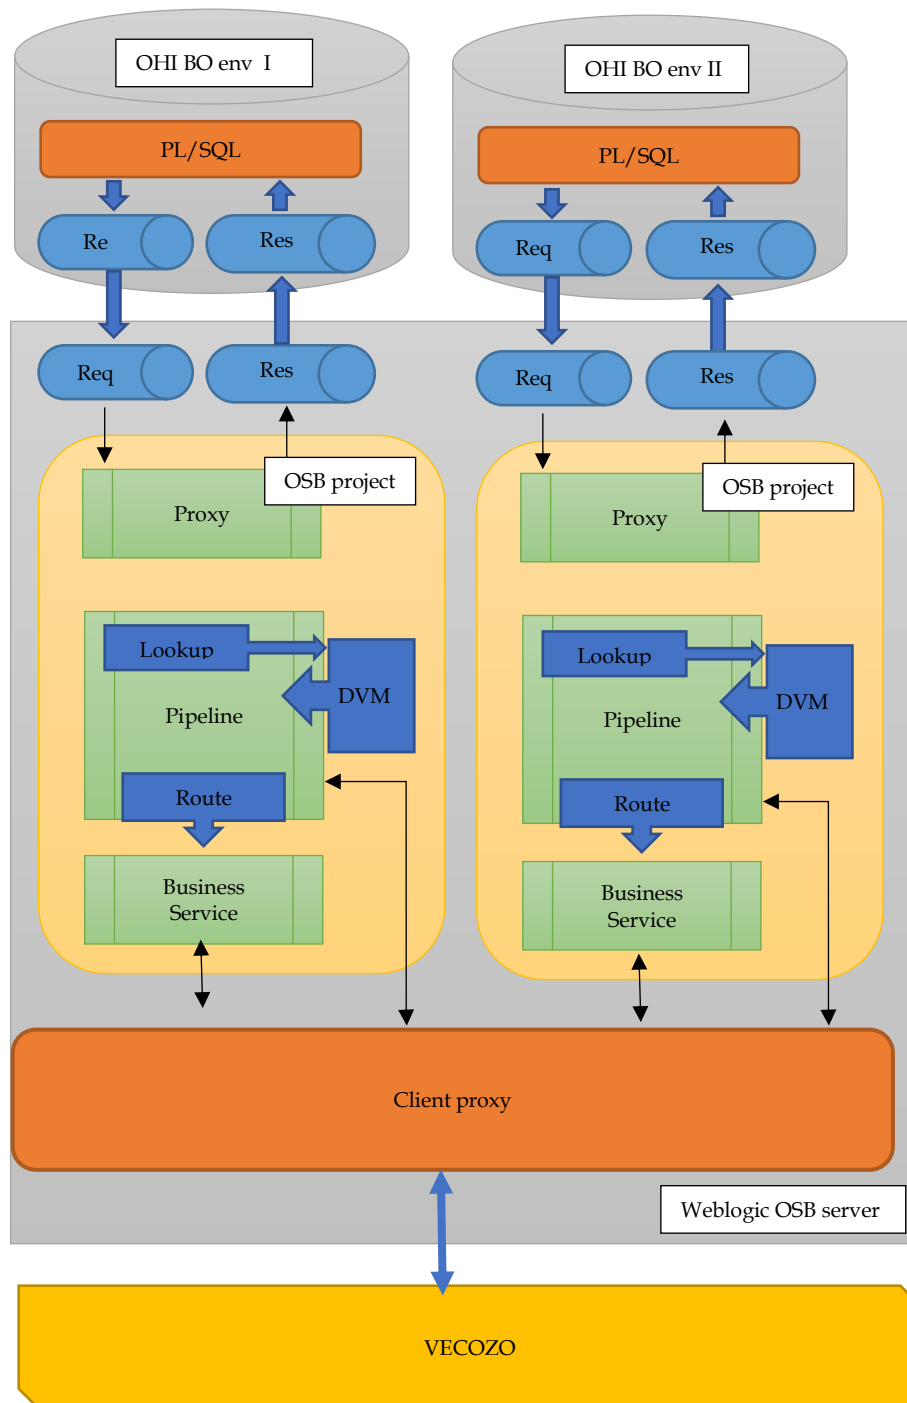 OHI BO env I
OHI BO env II
PL/SQL
PL/SQL
Re
Res
Req
Res
Req
Res
Req
Res
OSB project
OSB project
Proxy
Proxy
Lookup
Lookup
DVM
DVM
Pipeline
Pipeline
Route
Route
Business
Service
Business
Service
Client proxy
Weblogic OSB server
VECOZO